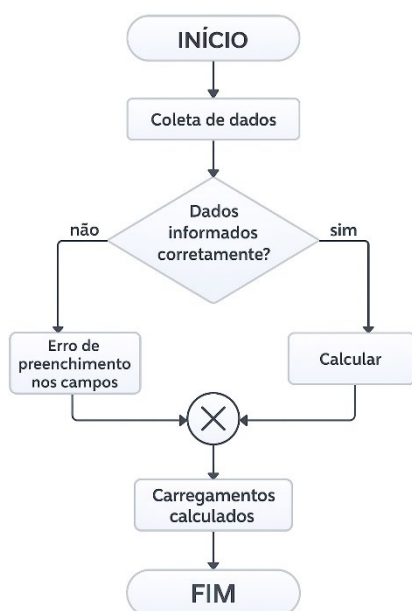 INÍCIO
Coleta de dados
Dados
informados
corretamente?
não
sim
Erro de
preenchimento
nos campos
Calcular
Carregamentos
calculados
FIM